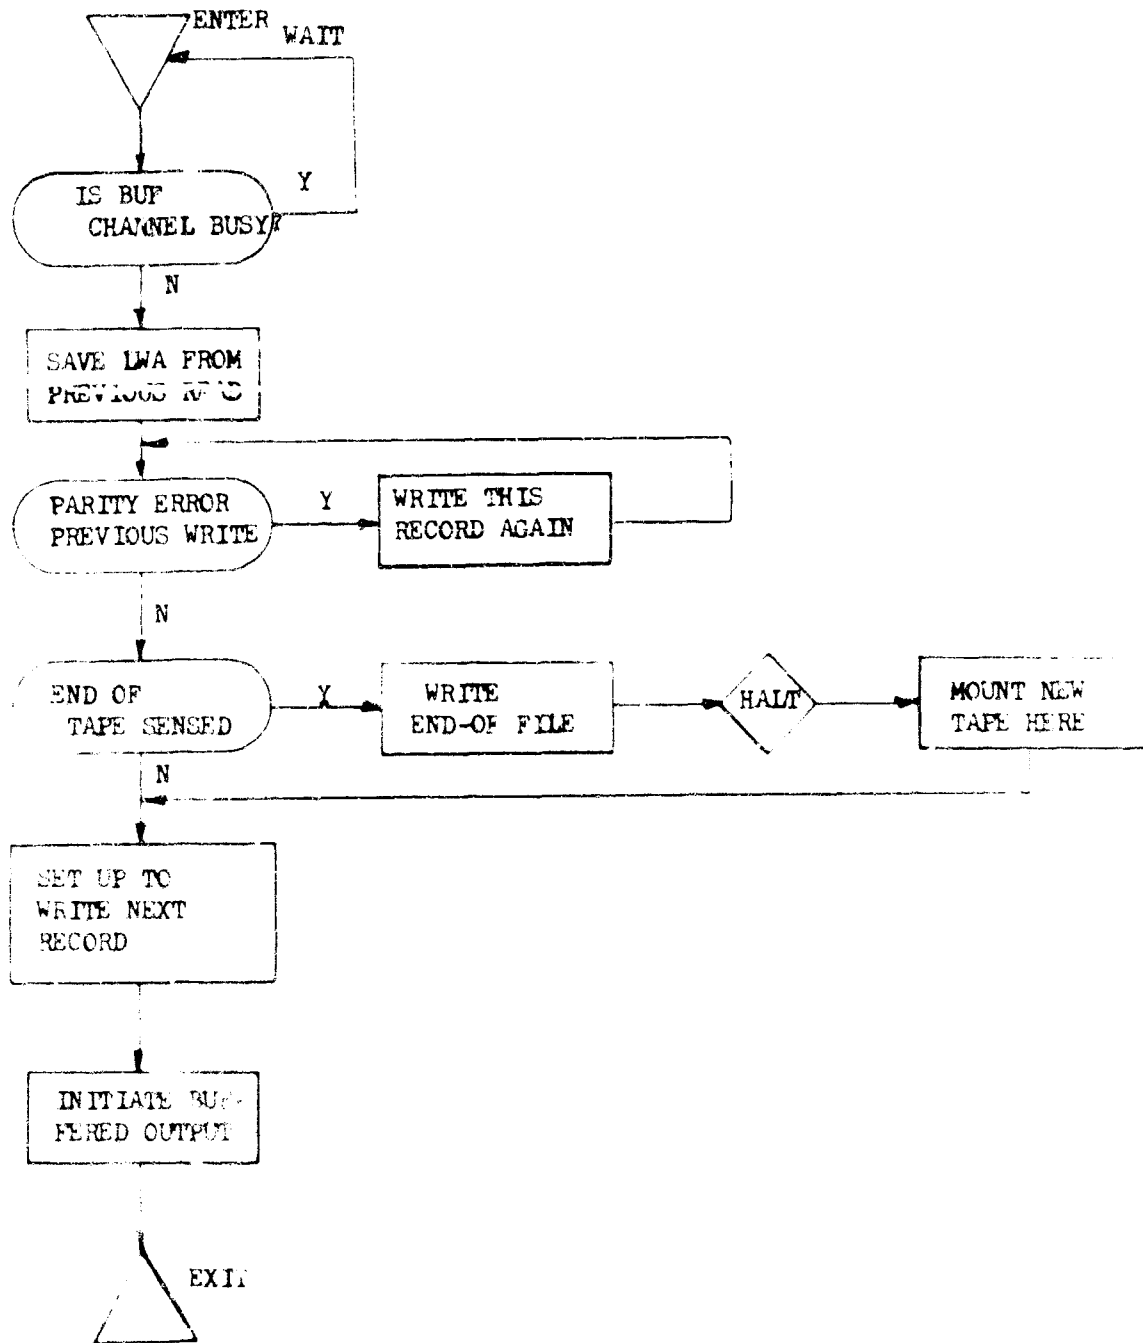 ENTER
WAIT
IS BUF
CHANNEL BUSY?
Y
N
SAVE LWA FROM
PREVIOUS READ
PARITY ERROR
PREVIOUS WRITE
Y
WRITE THIS
RECORD AGAIN
N
END OF
TAPE SENSED
Y
WRITE
END-OF FILE
HALT
MOUNT NEW
TAPE HERE
N
SET UP TO
WRITE NEXT
RECORD
INITIATE BUF-
FERED OUTPUT
EXIT